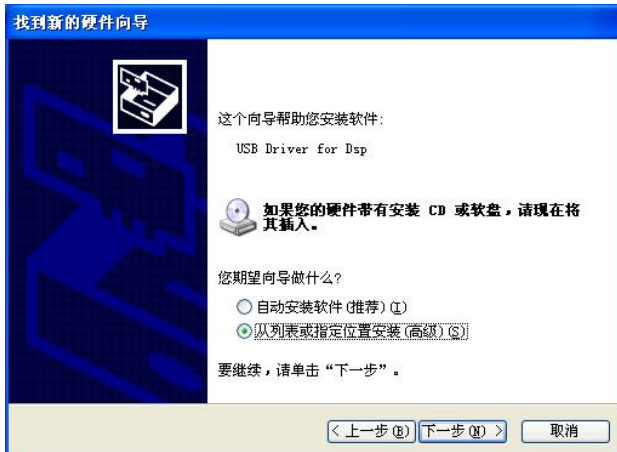 找到新的硬件向导
这个向导帮助您安装软件:
USB Driver for Dsp
如果您的硬件带有安装 CD 或软盘，请现在将
其插入。
您期望向导做什么?
自动安装软件(推荐)(I)
从列表或指定位置安装(高级)(S)
要继续，请单击“下一步”。
< 上一步(B)
下一步(N) >
取消